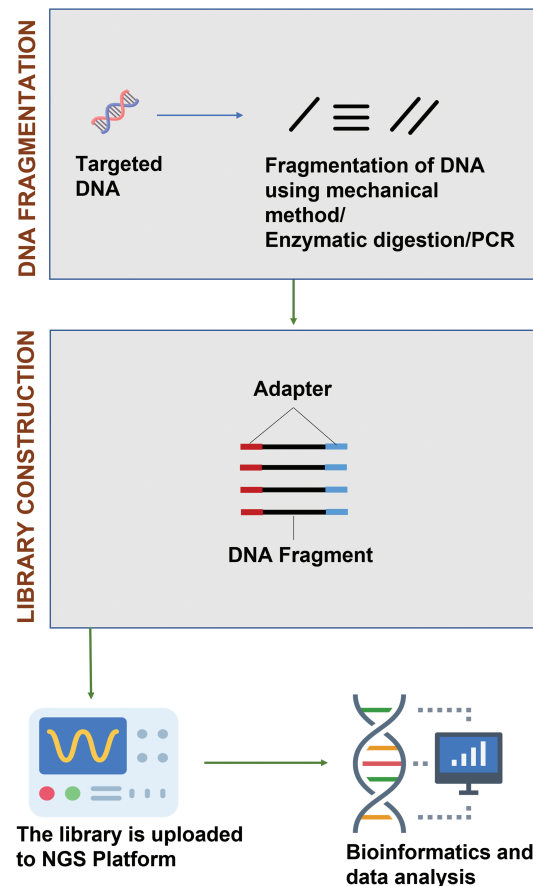 DNA FRAGMENTATION
Targeted
DNA
Fragmentation of DNA
using mechanical
method/
Enzymatic digestion/PCR
LIBRARY CONSTRUCTION
Adapter
DNA Fragment
The library is uploaded
to NGS Platform
Bioinformatics and
data analysis